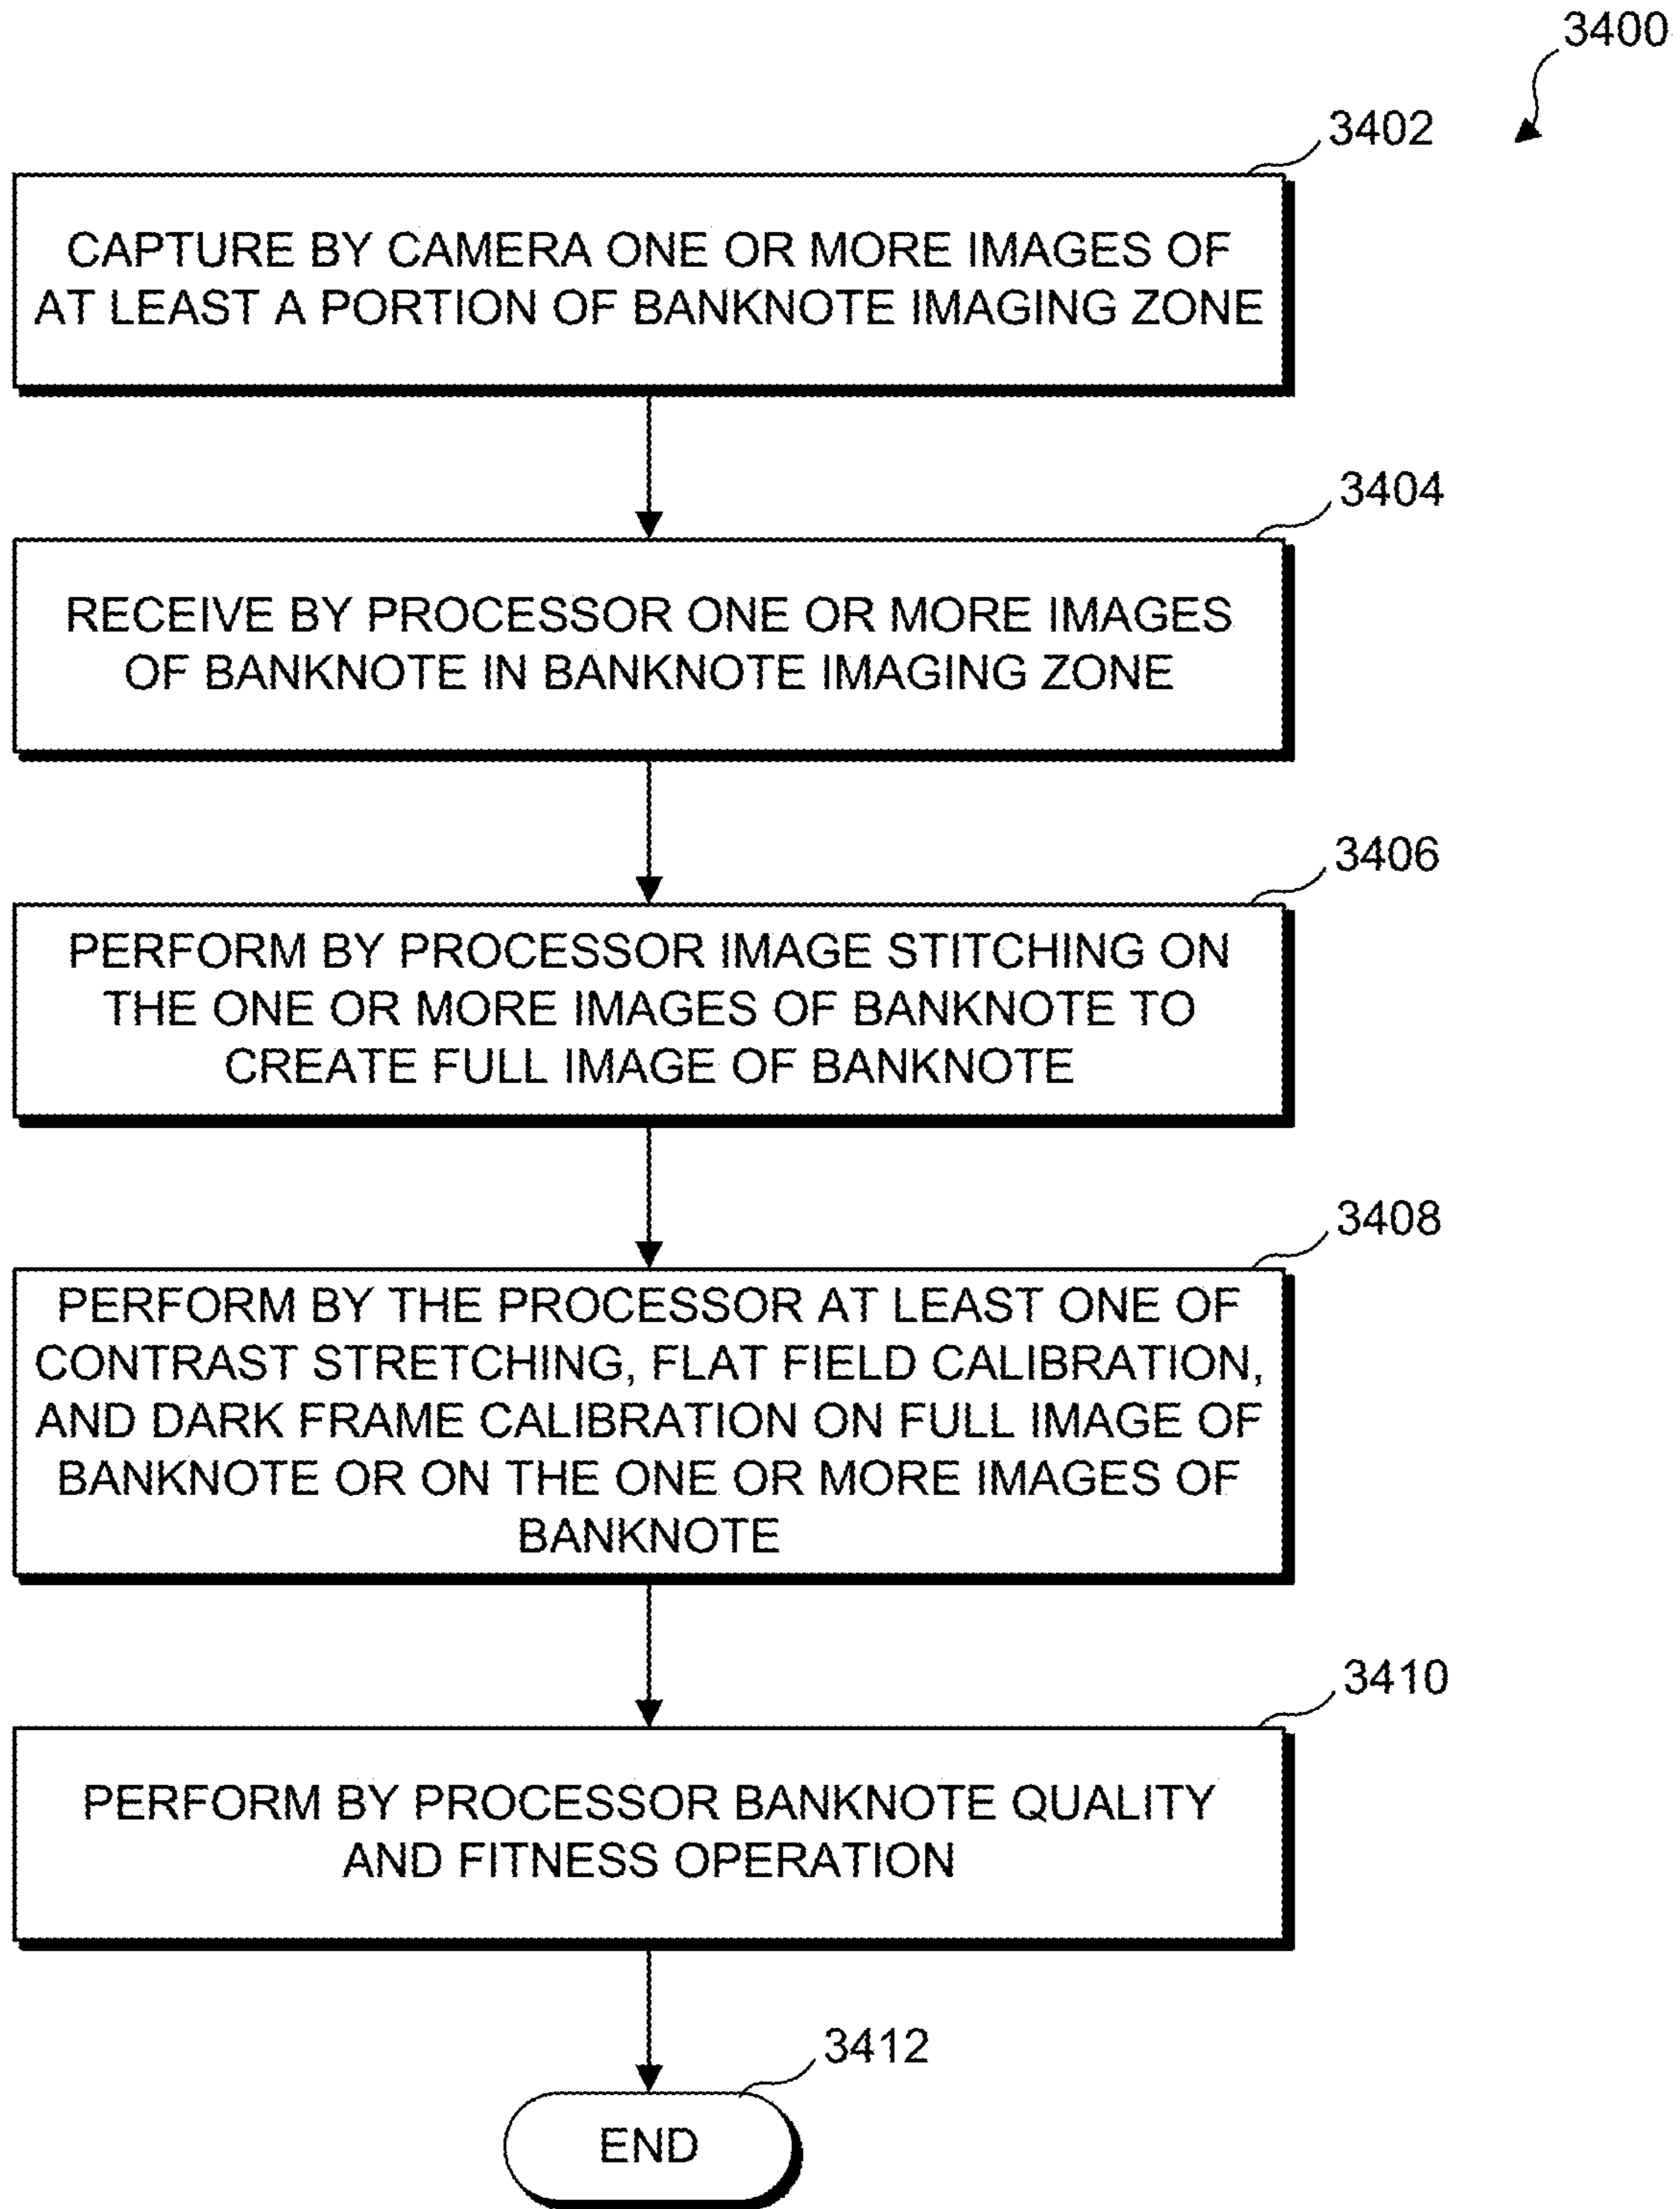 3400
3402
CAPTURE BY CAMERA ONE OR MORE IMAGES OF
AT LEAST A PORTION OF BANKNOTE IMAGING ZONE
3404
RECEIVE BY PROCESSOR ONE OR MORE IMAGES
OF BANKNOTE IN BANKNOTE IMAGING ZONE
3406
PERFORM BY PROCESSOR IMAGE STITCHING ON
THE ONE OR MORE IMAGES OF BANKNOTE TO
CREATE FULL IMAGE OF BANKNOTE
3408
PERFORM BY THE PROCESSOR AT LEAST ONE OF
CONTRAST STRETCHING, FLAT FIELD CALIBRATION,
AND DARK FRAME CALIBRATION ON FULL IMAGE OF
BANKNOTE OR ON THE ONE OR MORE IMAGES OF
BANKNOTE
3410
PERFORM BY PROCESSOR BANKNOTE QUALITY
AND FITNESS OPERATION
3412
END